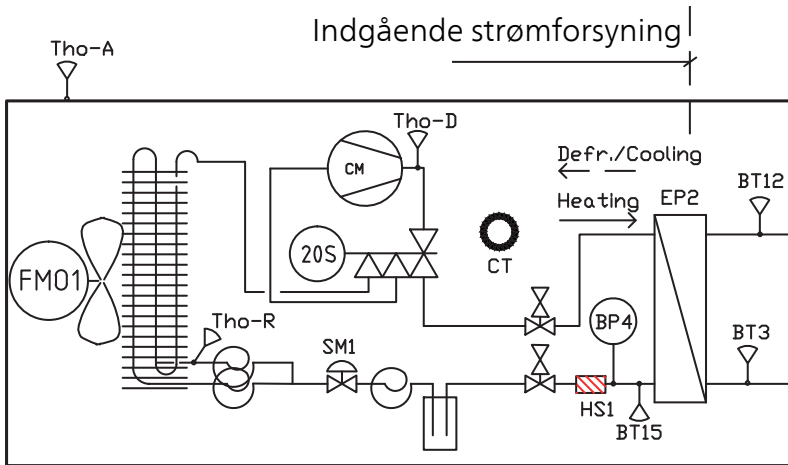 Indgående strømforsyning
Tho-A
Tho-D
CM
Defr./Cooling
Heating
EP2
BT12
20S
CT
FM01
Tho-R
SM1
BP4
BT3
HS1
BT15